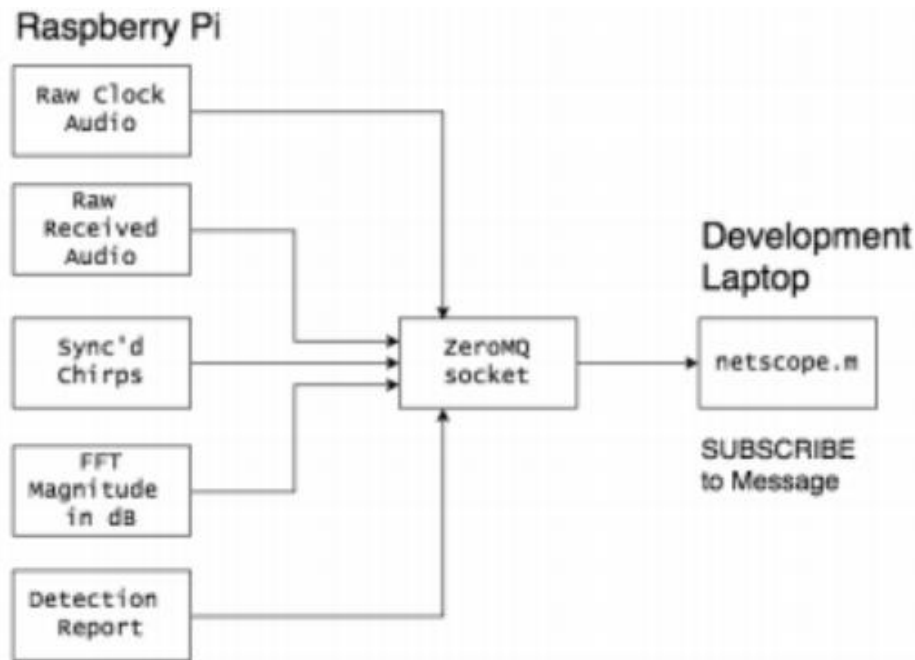 Raspberry Pi
Raw Clock
Audio
Raw
Received
Audio
Sync'd
Chirps
FFT
Magnitude
in dB
Detection
Report
ZeroMQ
socket
Development
Laptop
netscope.m
SUBSCRIBE
to Message